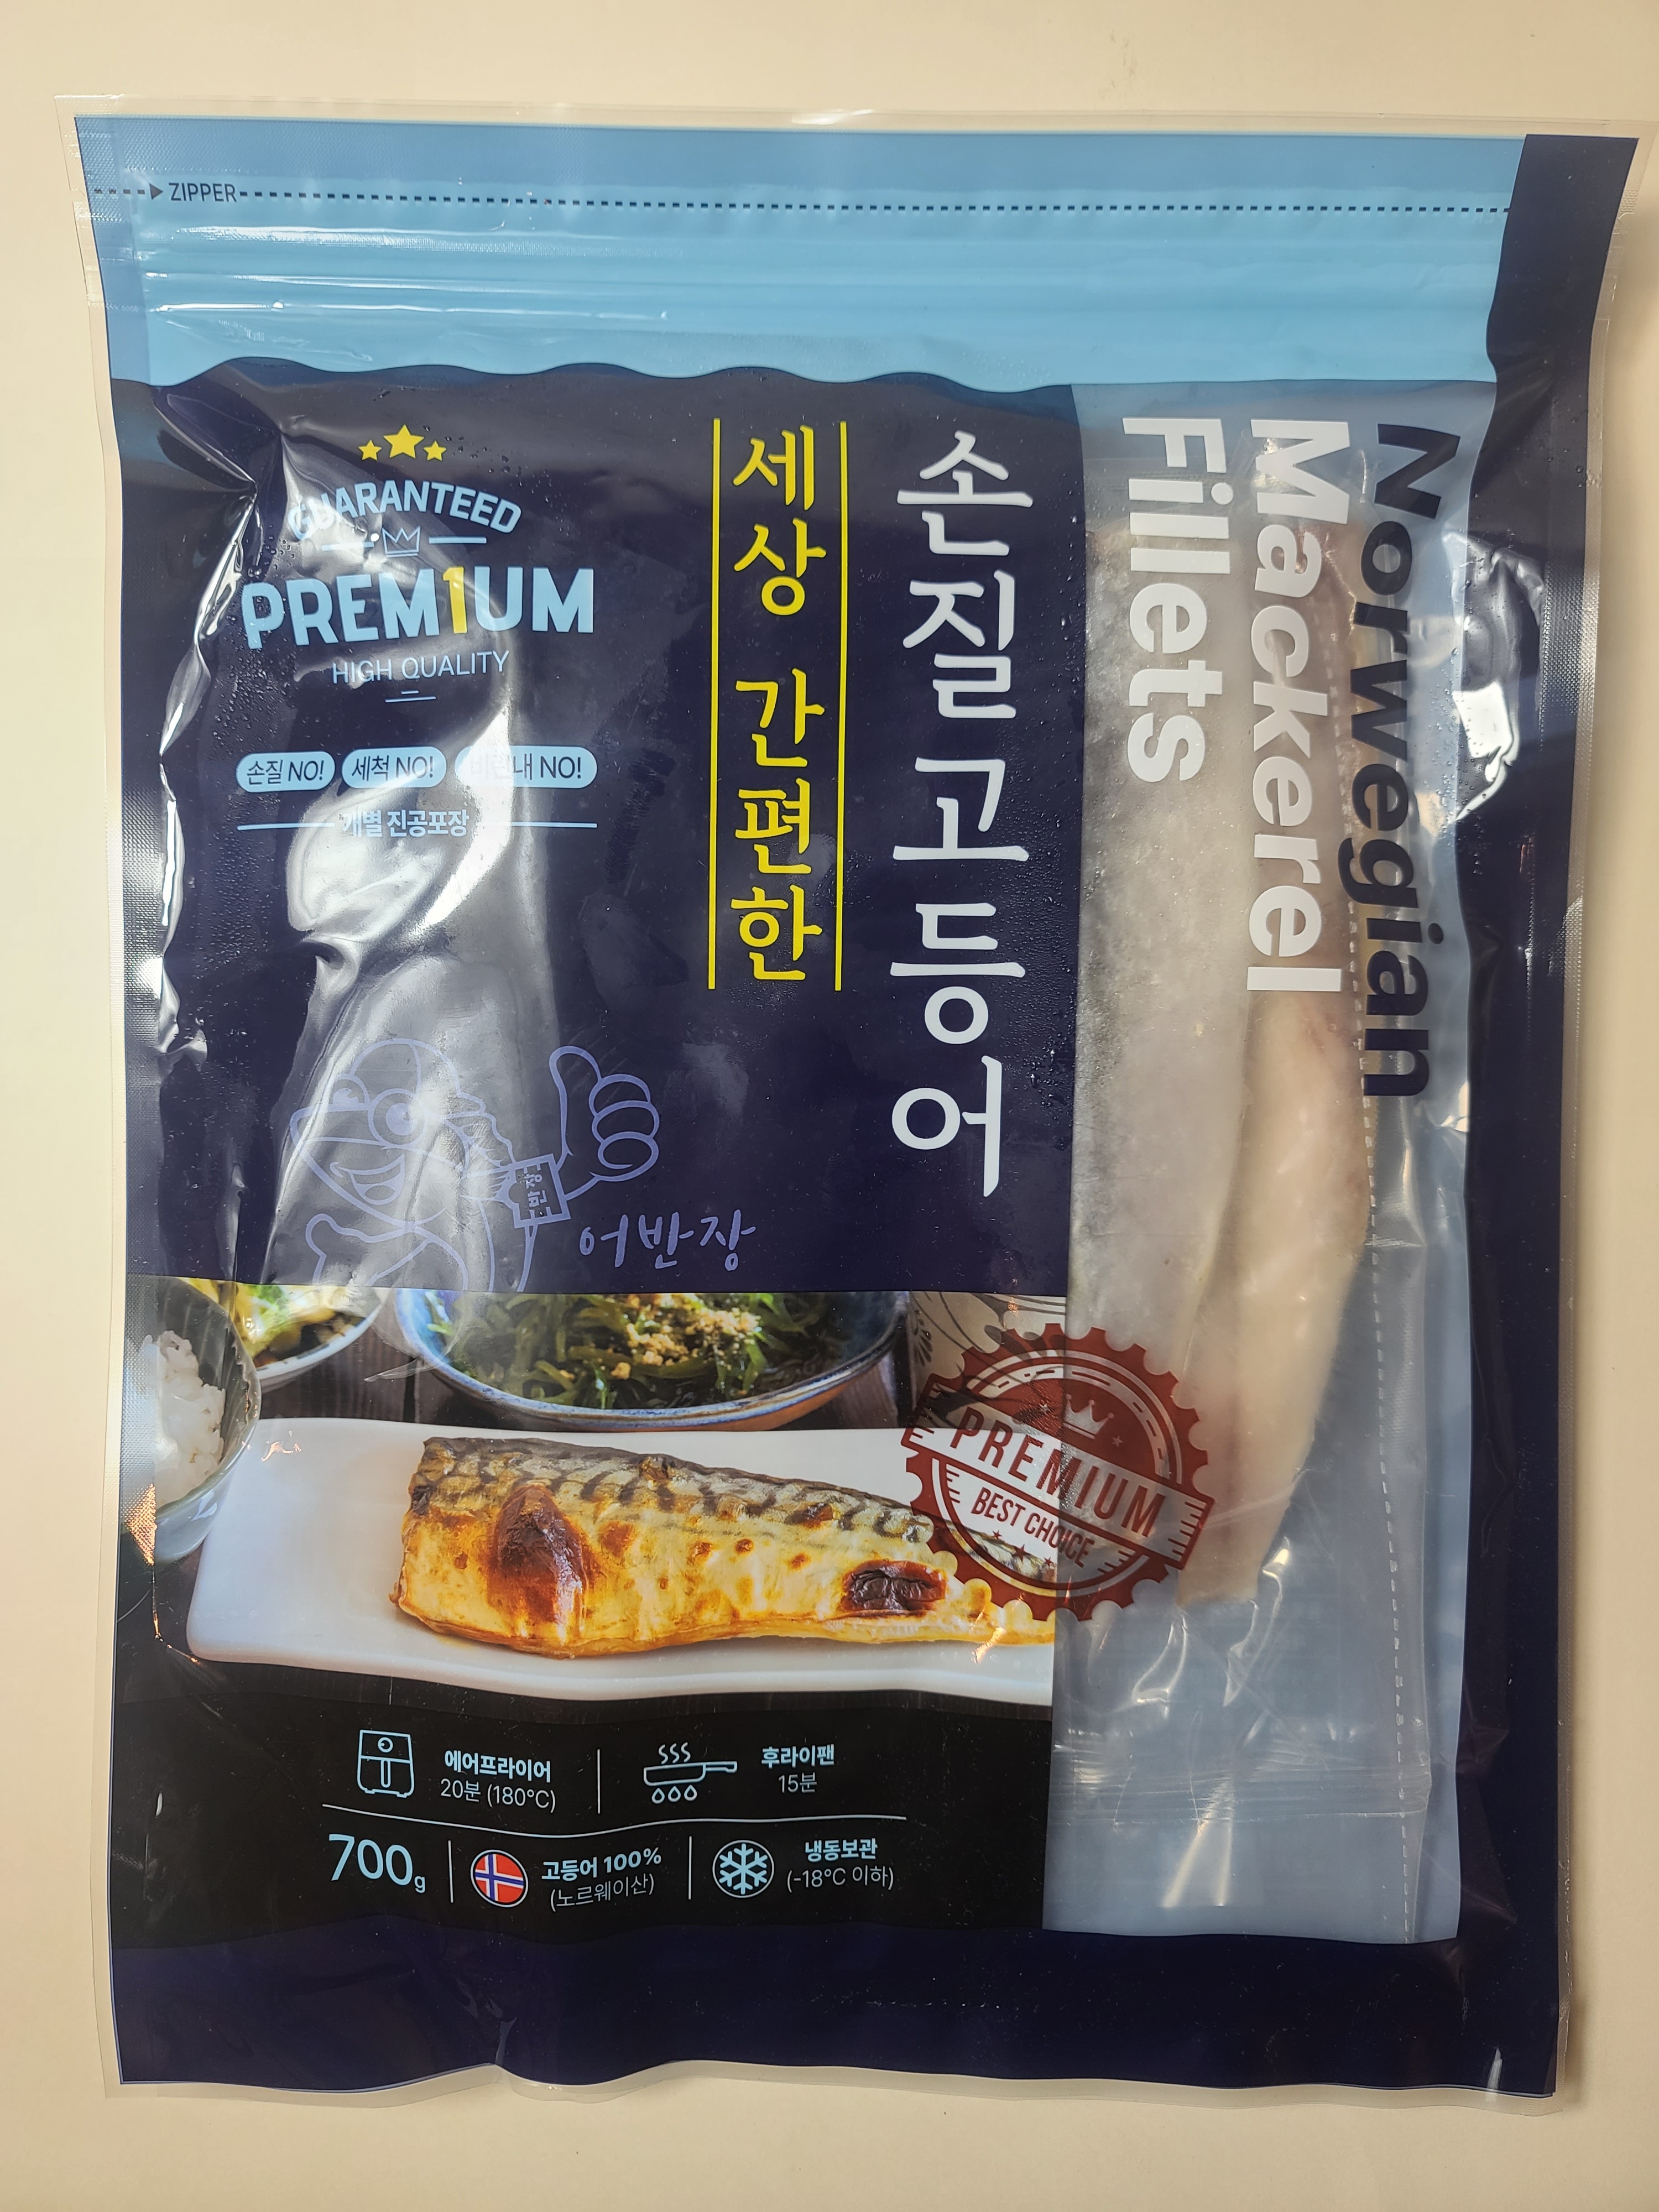 ZIPPER
GUARANTEED
PREM1UM
HIGH QUALITY
손질 NO! 세척 NO! 비린내 NO!
개별 진공포장
세상 간편한
손질고등어
Norwegian
Mackerel
Fillets
반장
어반장
PREMIUM
BEST CHOICE
에어프라이어
20분 (180°C)
후라이팬
15분
700g
고등어 100%
(노르웨이산)
냉동보관
(-18°C 이하)